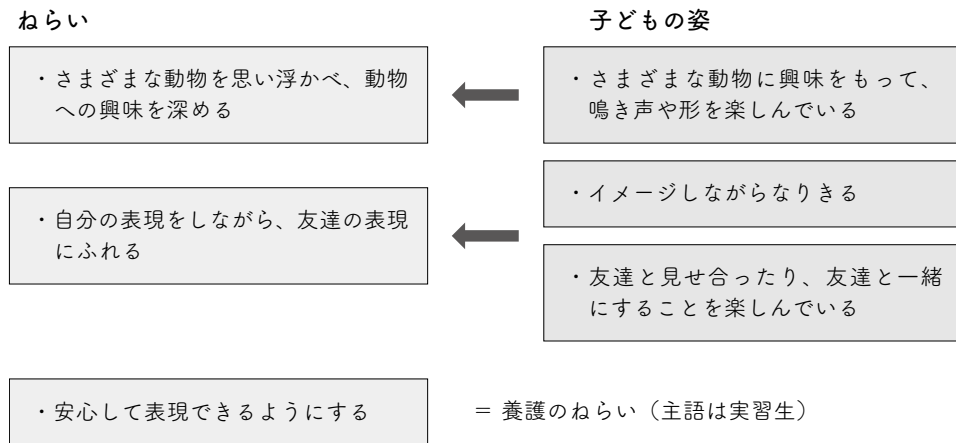 ねらい
・さまざまな動物を思い浮かべ、動物
への興味を深める
・自分の表現をしながら、友達の表現
にふれる
・安心して表現できるようにする
子どもの姿
・さまざまな動物に興味をもって、
鳴き声や形を楽しんでいる
・イメージしながらなりきる
・友達と見せ合ったり、友達と一緒
にすることを楽しんでいる
= 養護のねらい（主語は実習生）